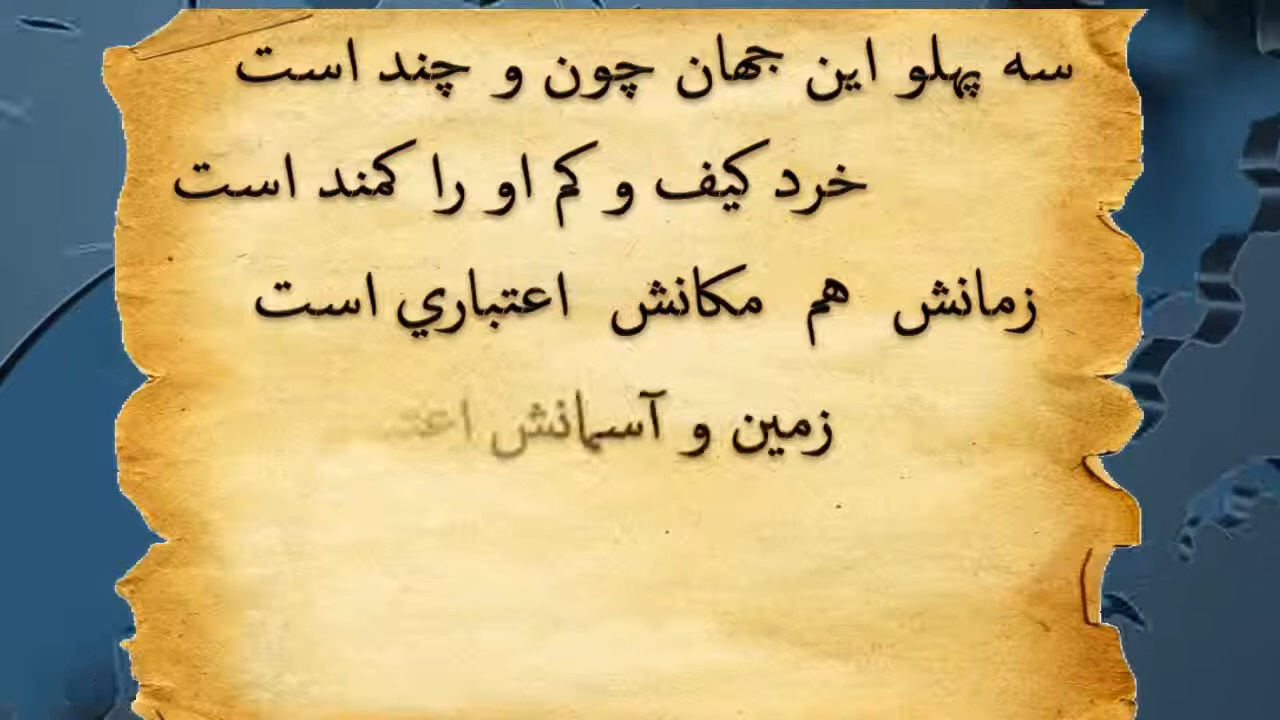 سه پهلو این جهان چون و چند است
خرد کیف و کم او را کمند است
زمانش هم مکانش اعتباري است
زمین و آسمانش